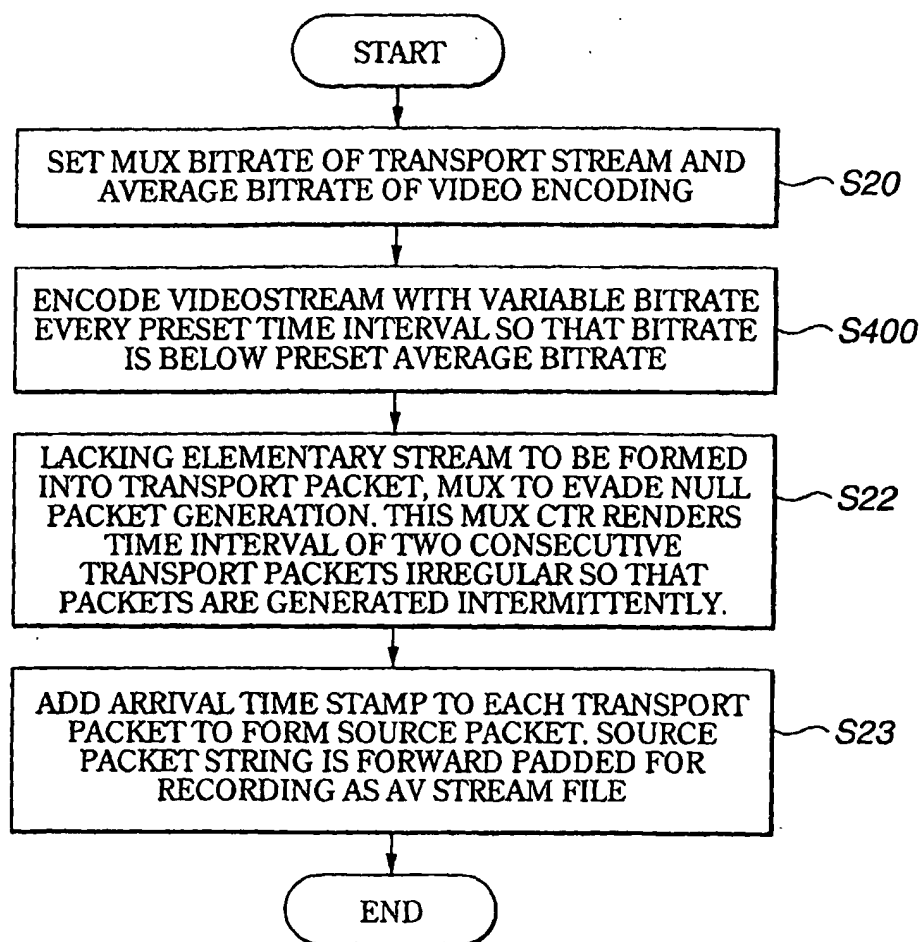 START
SET MUX BITRATE OF TRANSPORT STREAM AND
AVERAGE BITRATE OF VIDEO ENCODING
S20
ENCODE VIDEOSTREAM WITH VARIABLE BITRATE
EVERY PRESET TIME INTERVAL SO THAT BITRATE
IS BELOW PRESET AVERAGE BITRATE
S400
LACKING ELEMENTARY STREAM TO BE FORMED
INTO TRANSPORT PACKET, MUX TO EVADE NULL
PACKET GENERATION. THIS MUX CTR RENDERS
TIME INTERVAL OF TWO CONSECUTIVE
TRANSPORT PACKETS IRREGULAR SO THAT
PACKETS ARE GENERATED INTERMITTENTLY.
S22
ADD ARRIVAL TIME STAMP TO EACH TRANSPORT
PACKET TO FORM SOURCE PACKET. SOURCE
PACKET STRING IS FORWARD PADDED FOR
RECORDING AS AV STREAM FILE
S23
END